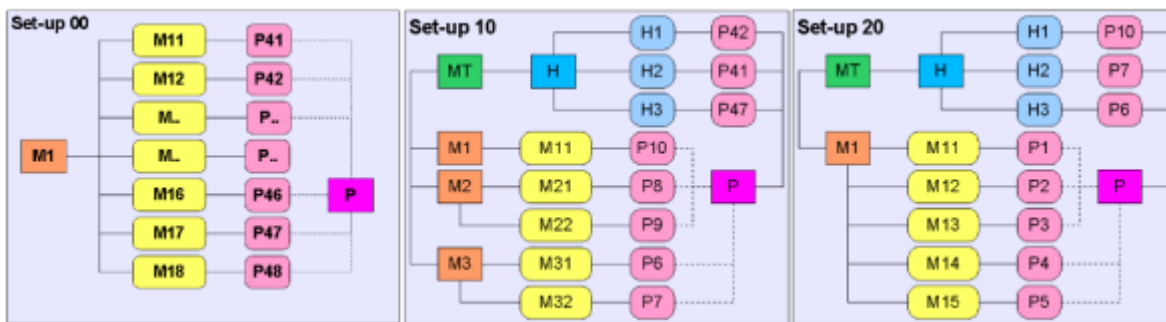 Set-up 00
M11 P41
M12 P42
M.. P..
M1 M.. P..
M16 P46 P
M17 P47
M18 P48
Set-up 10
H1 P42
MT H H2 P41
H3 P47
M1 M11 P10
M2 M21 P8 P
M22 P9
M3 M31 P6
M32 P7
Set-up 20
H1 P10
MT H H2 P7
H3 P6
M1 M11 P1
M12 P2 P
M13 P3
M14 P4
M15 P5